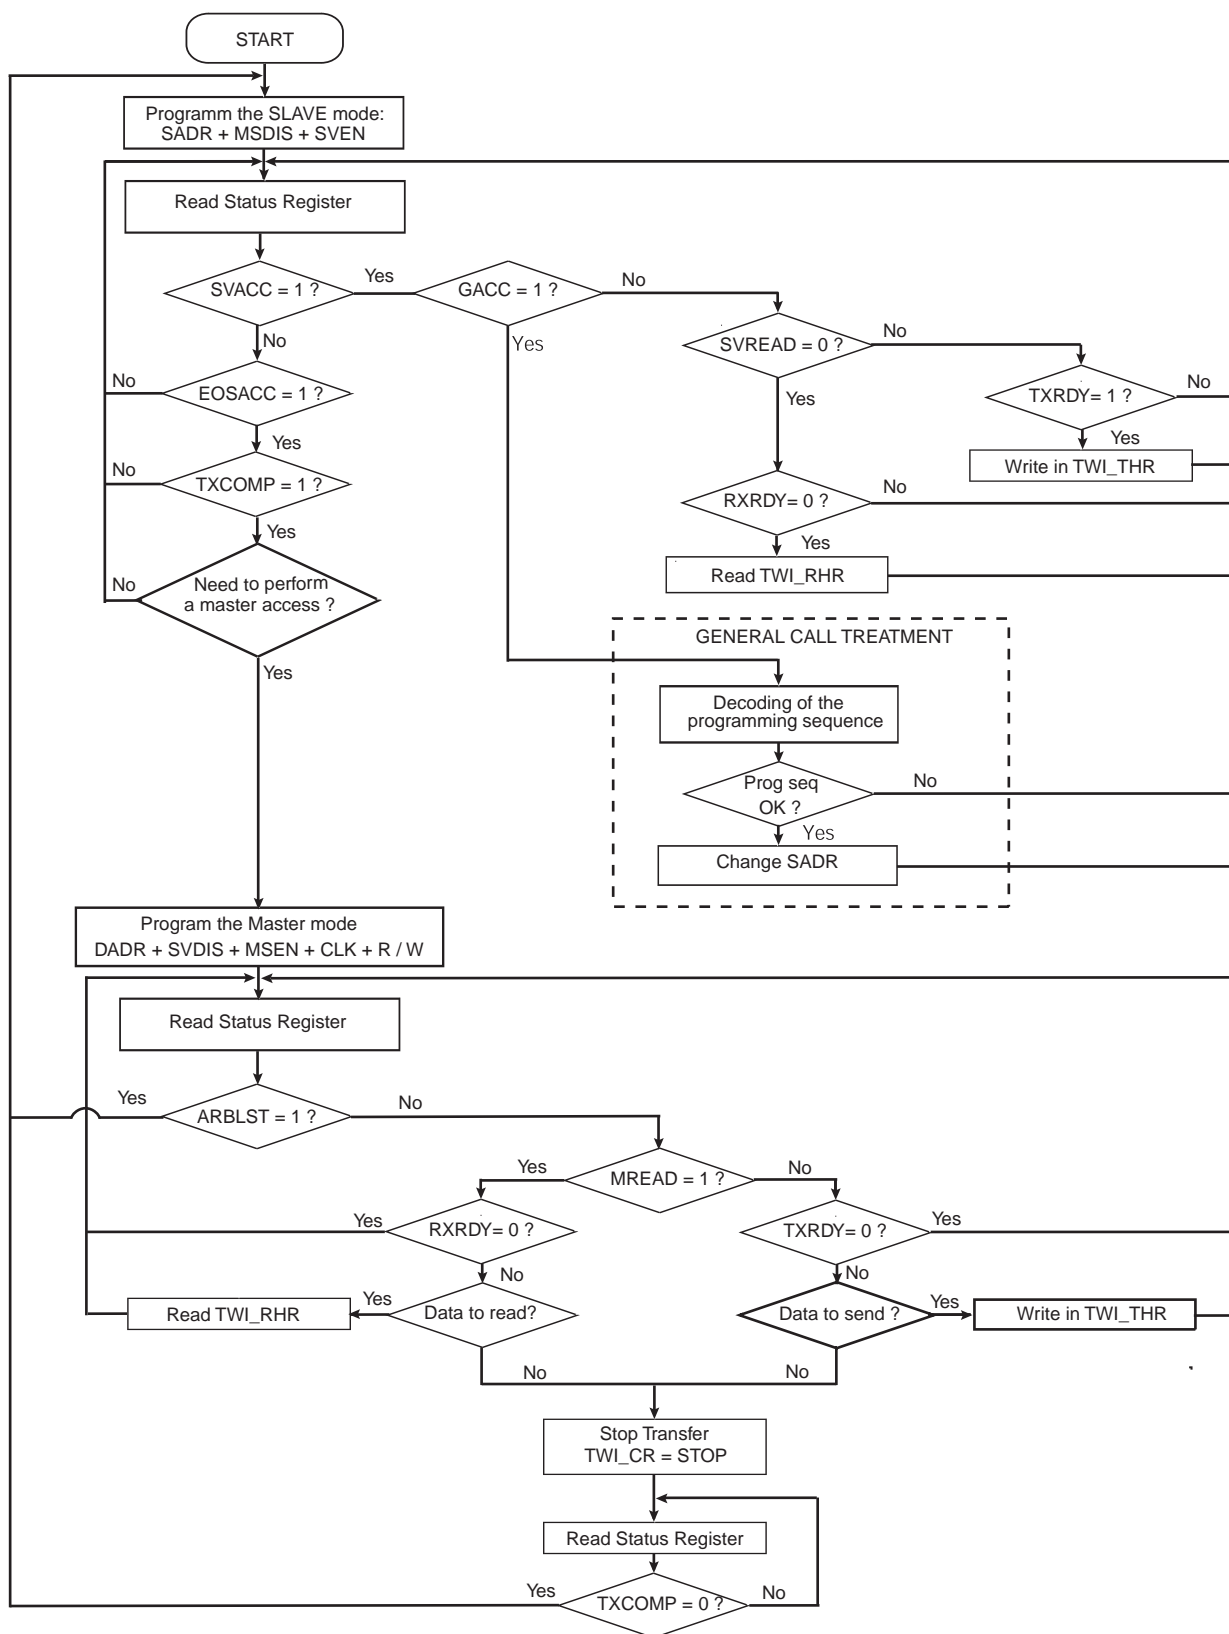 START
Programm the SLAVE mode:
SADR + MSDIS + SVEN
Read Status Register
SVACC = 1 ?
Yes
GACC = 1 ?
No
No
Yes
SVREAD = 0 ?
No
No
EOSACC = 1 ?
Yes
TXRDY= 1 ?
No
Yes
Yes
Write in TWI_THR
No
TXCOMP = 1 ?
RXRDY= 0 ?
No
Yes
Yes
No
Need to perform
a master access ?
Read TWI_RHR
GENERAL CALL TREATMENT
Yes
Decoding of the
programming sequence
Prog seq
OK ?
No
Yes
Change SADR
Program the Master mode
DADR + SVDIS + MSEN + CLK + R / W
Read Status Register
Yes
ARBLST = 1 ?
No
Yes
MREAD = 1 ?
No
Yes
RXRDY= 0 ?
TXRDY= 0 ?
Yes
No
No
Read TWI_RHR
Yes
Data to read?
Data to send ?
Yes
Write in TWI_THR
No
No
Stop Transfer
TWI_CR = STOP
Read Status Register
Yes
TXCOMP = 0 ?
No